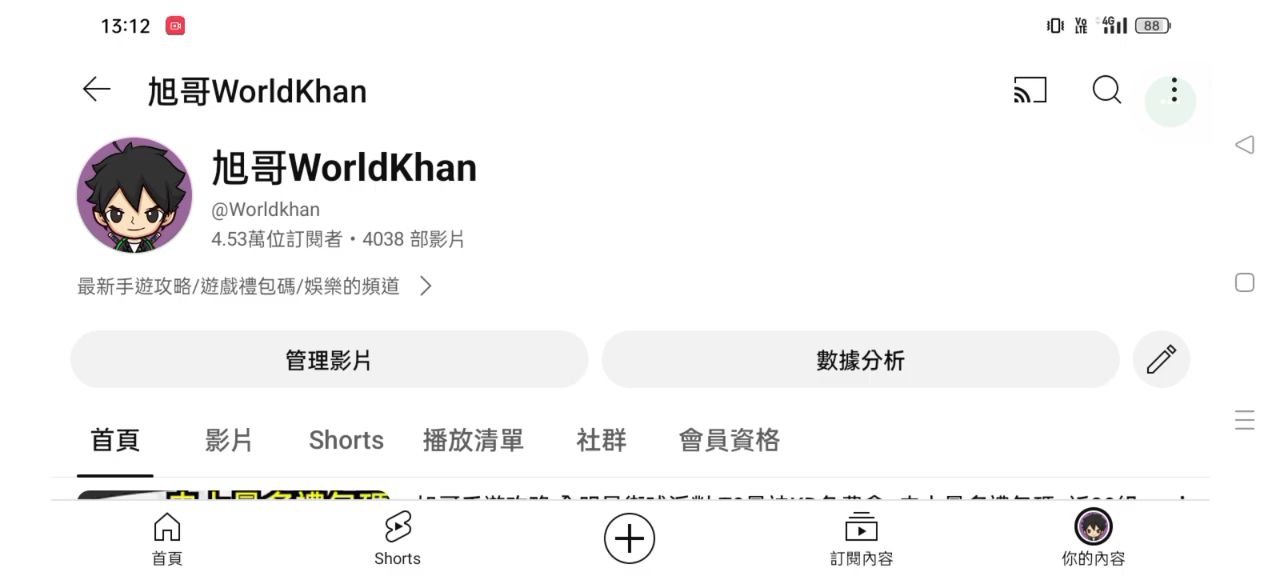 13:12
VoLTE 4G 88
旭哥WorldKhan
旭哥WorldKhan
@Worldkhan
4.53萬位訂閱者・4038 部影片
最新手遊攻略/遊戲禮包碼/娛樂的頻道
管理影片 數據分析
首頁 影片 Shorts 播放清單 社群 會員資格
首頁 Shorts 訂閱內容 你的內容